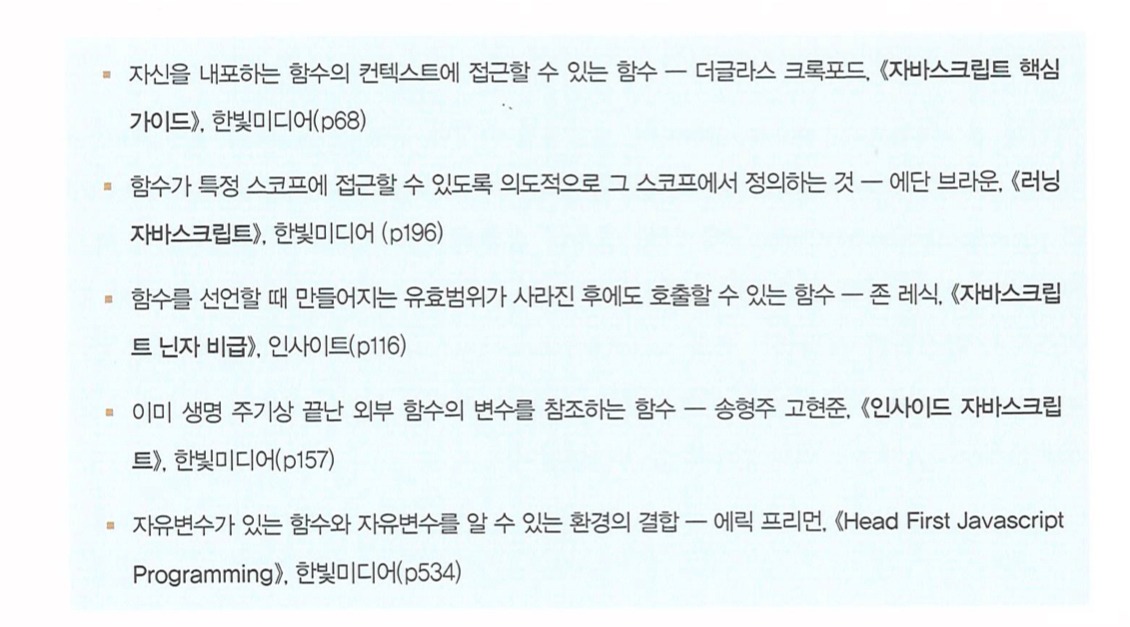 ▪ 자신을 내포하는 함수의 컨텍스트에 접근할 수 있는 함수 — 더글라스 크록포드, 《자바스크립트 핵심
가이드》, 한빛미디어(p68)
▪ 함수가 특정 스코프에 접근할 수 있도록 의도적으로 그 스코프에서 정의하는 것 — 에단 브라운, 《러닝
자바스크립트》, 한빛미디어 (p196)
▪ 함수를 선언할 때 만들어지는 유효범위가 사라진 후에도 호출할 수 있는 함수 — 존 레식, 《자바스크립
트 닌자 비급》, 인사이트(p116)
▪ 이미 생명 주기상 끝난 외부 함수의 변수를 참조하는 함수 — 송형주 고현준, 《인사이드 자바스크립
트》, 한빛미디어(p157)
▪ 자유변수가 있는 함수와 자유변수를 알 수 있는 환경의 결합 — 에릭 프리먼, 《Head First Javascript
Programming》, 한빛미디어(p534)